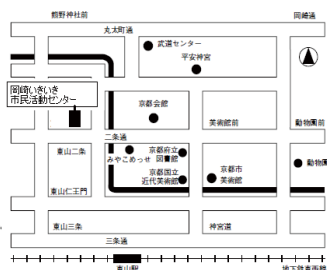 熊野神社前
岡崎通
丸太町通
武道センター
平安神宮
岡崎いきいき
市民活動センター
京都会館
美術館前
動物園前
二条通
東山二条
みやこめっせ
京都府立
図書館
動物園
京都国立
近代美術館
京都市
美術館
東山仁王門
東山三条
神宮道
三条通
東山駅
地下鉄東西線